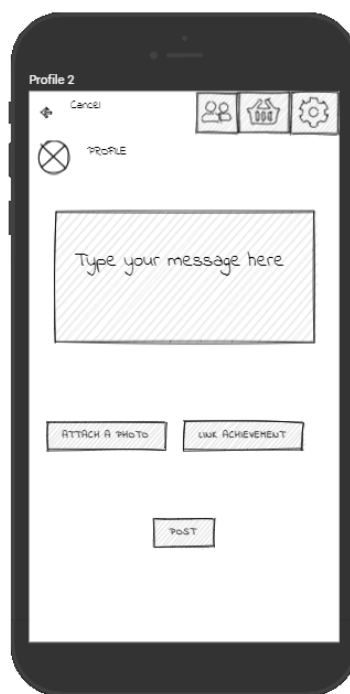 Profile 2
Cancel
PROFILE
Type your message here
ATTACH A PHOTO
LINK ACHIEVEMENT
POST